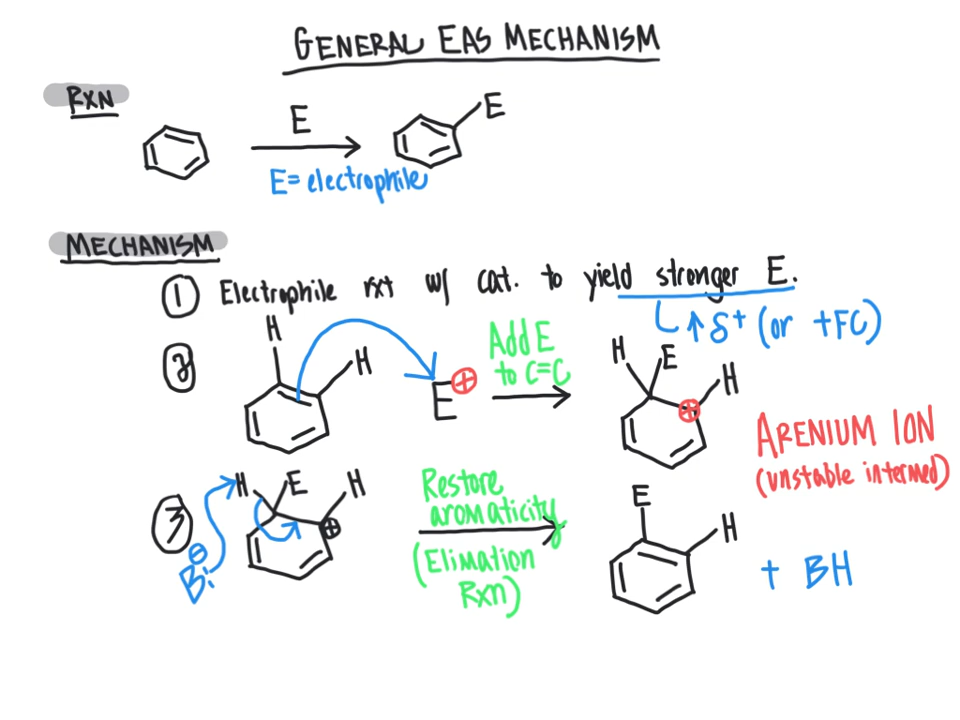 GENERAL EAS MECHANISM
RXN
E
E
E= electrophile
MECHANISM
① Electrophile rxt w/ cat. to yield stronger E.
↑ δ+ (or +FC)
②
H
H
E⊕
Add E
to C=C
H
E
H
⊕
ARENIUM ION
(unstable intermed)
③
H
E
H
⊕
B:⊖
Restore
aromaticity
(Elimation
Rxn)
E
H
+ BH